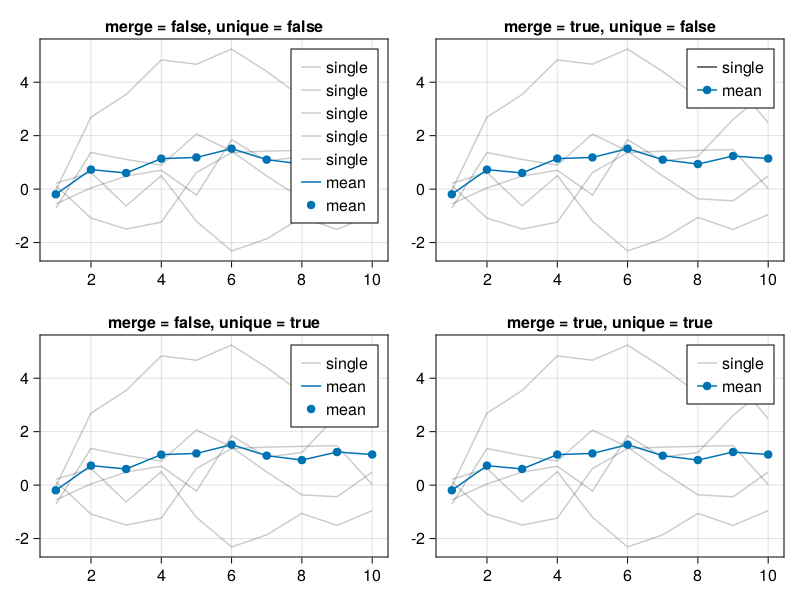 merge = false, unique = false
single
single
single
single
single
mean
mean
4
2
0
-2
2
4
6
8
10
merge = true, unique = false
single
mean
4
2
0
-2
2
4
6
8
10
merge = false, unique = true
single
mean
mean
4
2
0
-2
2
4
6
8
10
merge = true, unique = true
single
mean
4
2
0
-2
2
4
6
8
10